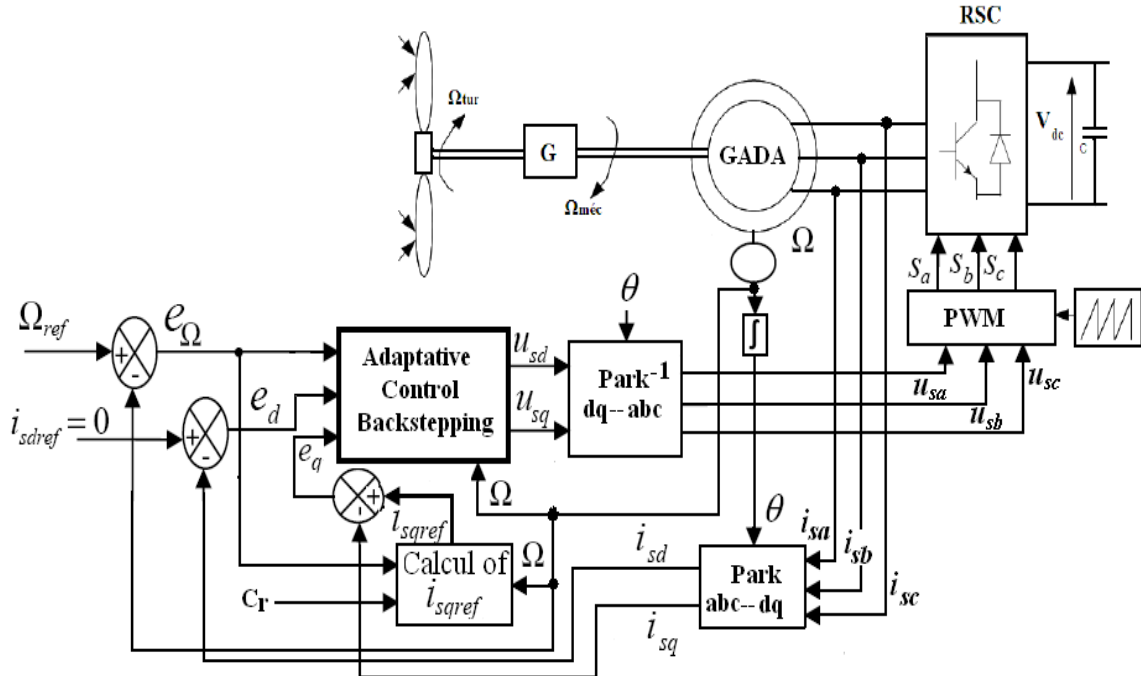 RSC
Ωtur
G
Ωméc
GADA
V dc
C
Ω
Sa Sb Sc
PWM
θ
Ωref
+
-
eΩ
Adaptative
Control
Backstepping
usd
usq
Park-1
dq--abc
∫
usa
usb
usc
isdref = 0
+
-
ed
eq
+
-
Ω
isqref
Calcul of
isqref
Ω
Cr
isd
isq
θ
Park
abc--dq
isa
isb
isc